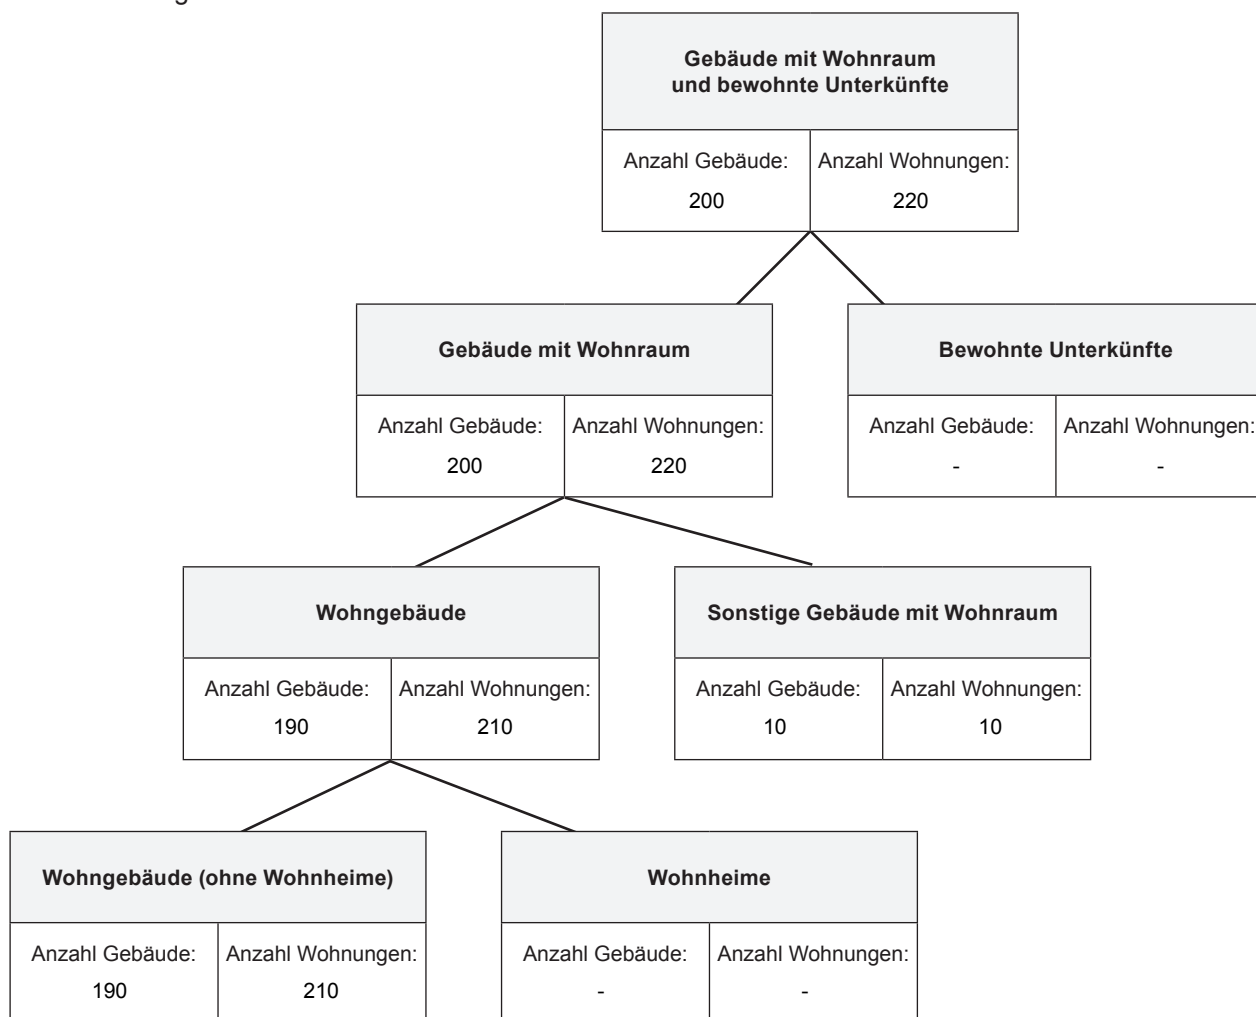 Gebäude mit Wohnraum
und bewohnte Unterkünfte
Anzahl Gebäude: Anzahl Wohnungen:
200 220
Gebäude mit Wohnraum
Anzahl Gebäude: Anzahl Wohnungen:
200 220
Bewohnte Unterkünfte
Anzahl Gebäude: Anzahl Wohnungen:
- -
Wohngebäude
Anzahl Gebäude: Anzahl Wohnungen:
190 210
Sonstige Gebäude mit Wohnraum
Anzahl Gebäude: Anzahl Wohnungen:
10 10
Wohngebäude (ohne Wohnheime)
Anzahl Gebäude: Anzahl Wohnungen:
190 210
Wohnheime
Anzahl Gebäude: Anzahl Wohnungen:
- -